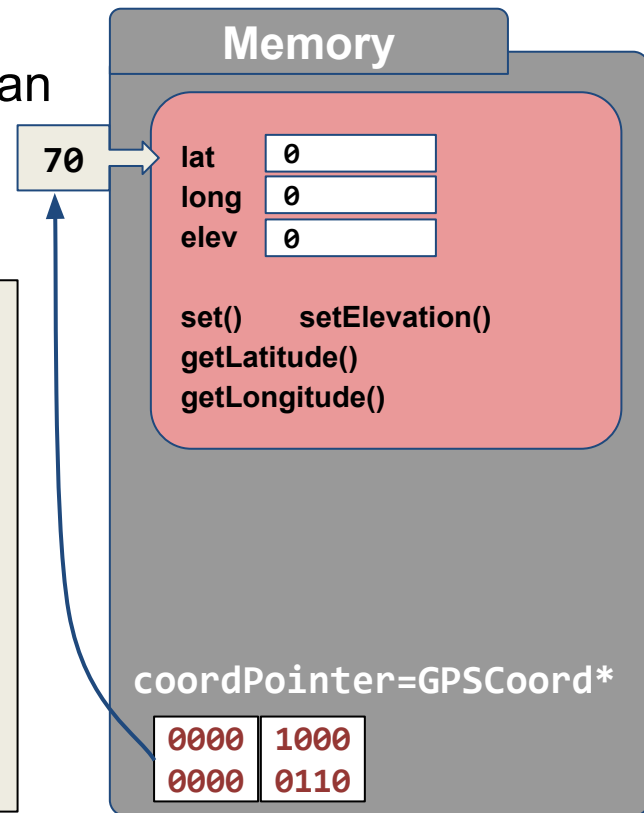 Memory
an
70
lat 0
long 0
elev 0
set() setElevation()
getLatitude()
getLongitude()
coordPointer=GPSCoord*
0000 1000
0000 0110